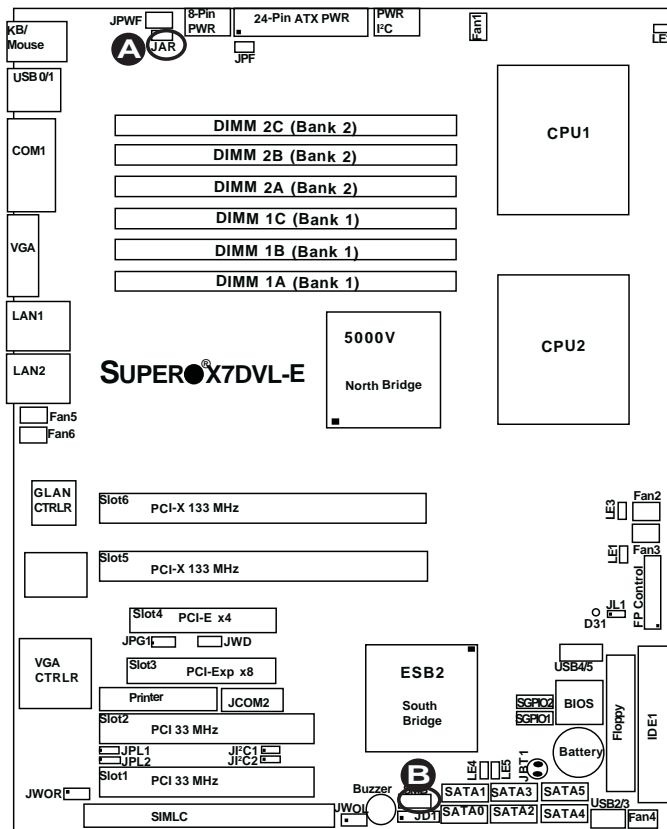 KB/
Mouse
JPWF
8-Pin
PWR
24-Pin ATX PWR
PWR
I²C
Fan1
A
JAR
JPF
USB 0/1
COM1
DIMM 2C (Bank 2)
DIMM 2B (Bank 2)
DIMM 2A (Bank 2)
DIMM 1C (Bank 1)
DIMM 1B (Bank 1)
DIMM 1A (Bank 1)
CPU1
VGA
LAN1
LAN2
SUPER●®X7DVL-E
5000V
North Bridge
CPU2
Fan5
Fan6
GLAN
CTRLR
Slot6
PCI-X 133 MHz
Slot5
PCI-X 133 MHz
LE3
Fan2
LE1
Fan3
FP Control
JL1
D31
Slot4
PCI-E x4
JPG1
JWD
VGA
CTRLR
Slot3
PCI-Exp x8
Printer
JCOM2
ESB2
South
Bridge
USB4/5
SGPIO2
SGPIO1
BIOS
Floppy
IDE1
Slot2
PCI 33 MHz
JPL1
JPL2
JI²C1
JI²C2
Battery
LE4
LE5
JBT1
Slot1
PCI 33 MHz
JWOR
B
Buzzer
SATA1
SATA3
SATA5
SIMLC
JWOL
JD1
SATA0
SATA2
SATA4
USB2/3
Fan4